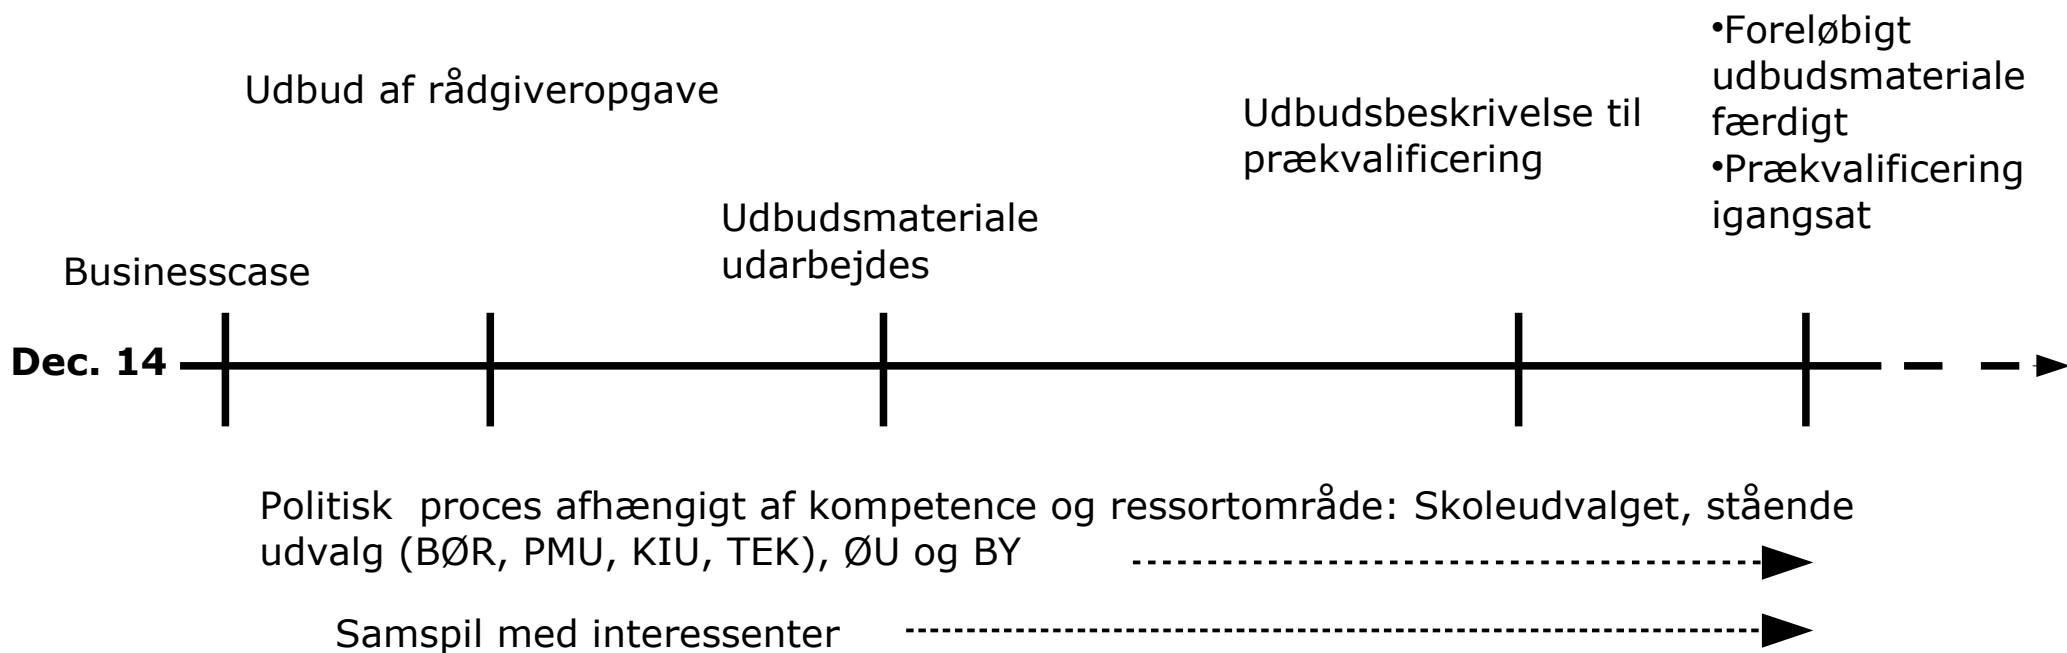 •Foreløbigt
udbudsmateriale
færdigt
•Prækvalificering
igangsat
Udbud af rådgiveropgave
Udbudsbeskrivelse til
prækvalificering
Udbudsmateriale
udarbejdes
Businesscase
Dec. 14
Politisk proces afhængigt af kompetence og ressortområde: Skoleudvalget, stående
udvalg (BØR, PMU, KIU, TEK), ØU og BY
Samspil med interessenter